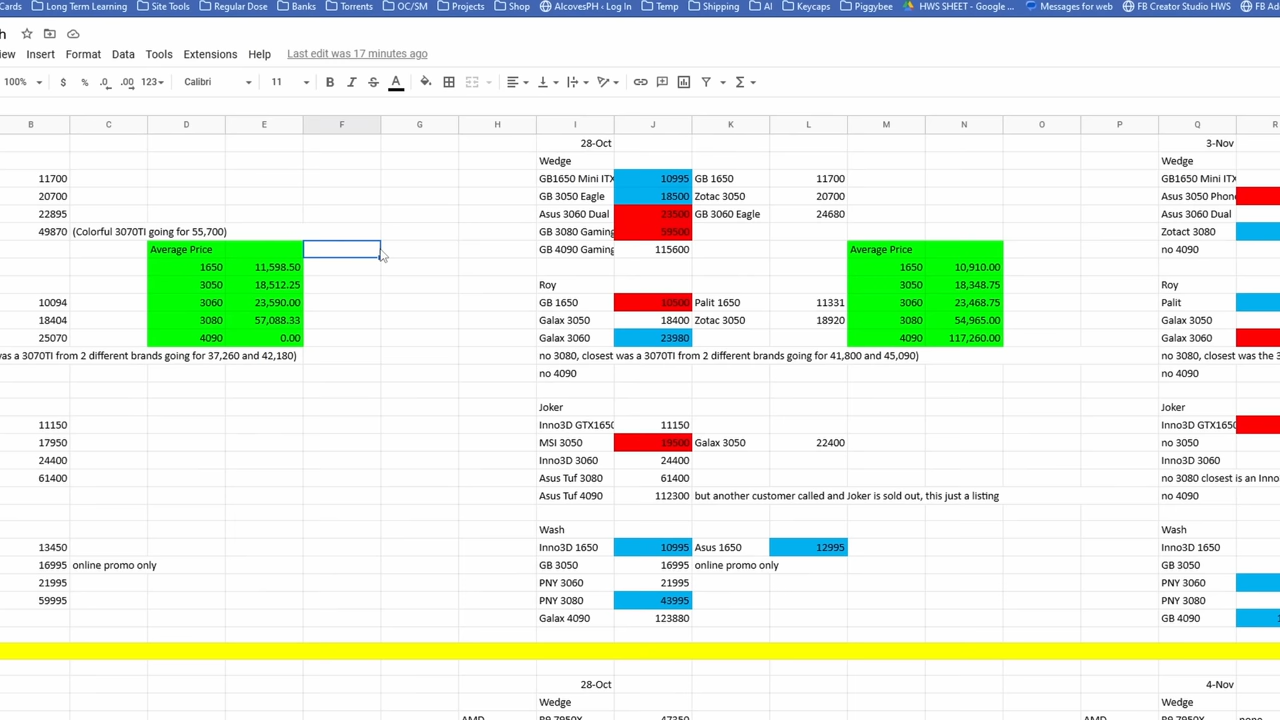 Cards Long Term Learning Site Tools Regular Dose Banks Torrents OC/SM Projects Shop AlcovesPH ‹ Log In Temp Shipping AI Keycaps Piggybee HWS SHEET - Google ... Messages for web FB Creator Studio HWS FB Ad
View Insert Format Data Tools Extensions Help Last edit was 17 minutes ago
100% $ % .0 .00 123 Calibri 11 B I S A
B C D E F G H I J K L M N O P Q R
28-Oct 3-Nov
Wedge Wedge
11700 GB1650 Mini ITX 10995 GB 1650 11700 GB1650 Mini ITX
20700 GB 3050 Eagle 18500 Zotac 3050 20700 Asus 3050 Phoe
22895 Asus 3060 Dual 23500 GB 3060 Eagle 24680 Asus 3060 Dual
49870 (Colorful 3070TI going for 55,700) GB 3080 Gaming 59500 Zotact 3080
Average Price GB 4090 Gaming 115600 Average Price no 4090
1650 11,598.50 1650 10,910.00
3050 18,512.25 Roy 3050 18,348.75 Roy
10094 3060 23,590.00 GB 1650 10500 Palit 1650 11331 3060 23,468.75 Palit
18404 3080 57,088.33 Galax 3050 18400 Zotac 3050 18920 3080 54,965.00 Galax 3050
25070 4090 0.00 Galax 3060 23980 4090 117,260.00 Galax 3060
was a 3070TI from 2 different brands going for 37,260 and 42,180) no 3080, closest was a 3070TI from 2 different brands going for 41,800 and 45,090) no 3080, closest was the 3
no 4090 no 4090
Joker Joker
11150 Inno3D GTX1650 11150 Inno3D GTX1650
17950 MSI 3050 19500 Galax 3050 22400 no 3050
24400 Inno3D 3060 24400 Inno3D 3060
61400 Asus Tuf 3080 61400 no 3080 closest is an Inno
Asus Tuf 4090 112300 but another customer called and Joker is sold out, this just a listing no 4090
Wash Wash
13450 Inno3D 1650 10995 Asus 1650 12995 Inno3D 1650
16995 online promo only GB 3050 16995 online promo only GB 3050
21995 PNY 3060 21995 PNY 3060
59995 PNY 3080 43995 PNY 3080
Galax 4090 123880 GB 4090
28-Oct 4-Nov
Wedge Wedge
AMD R9 7950X 47350 AMD R9 7950X none